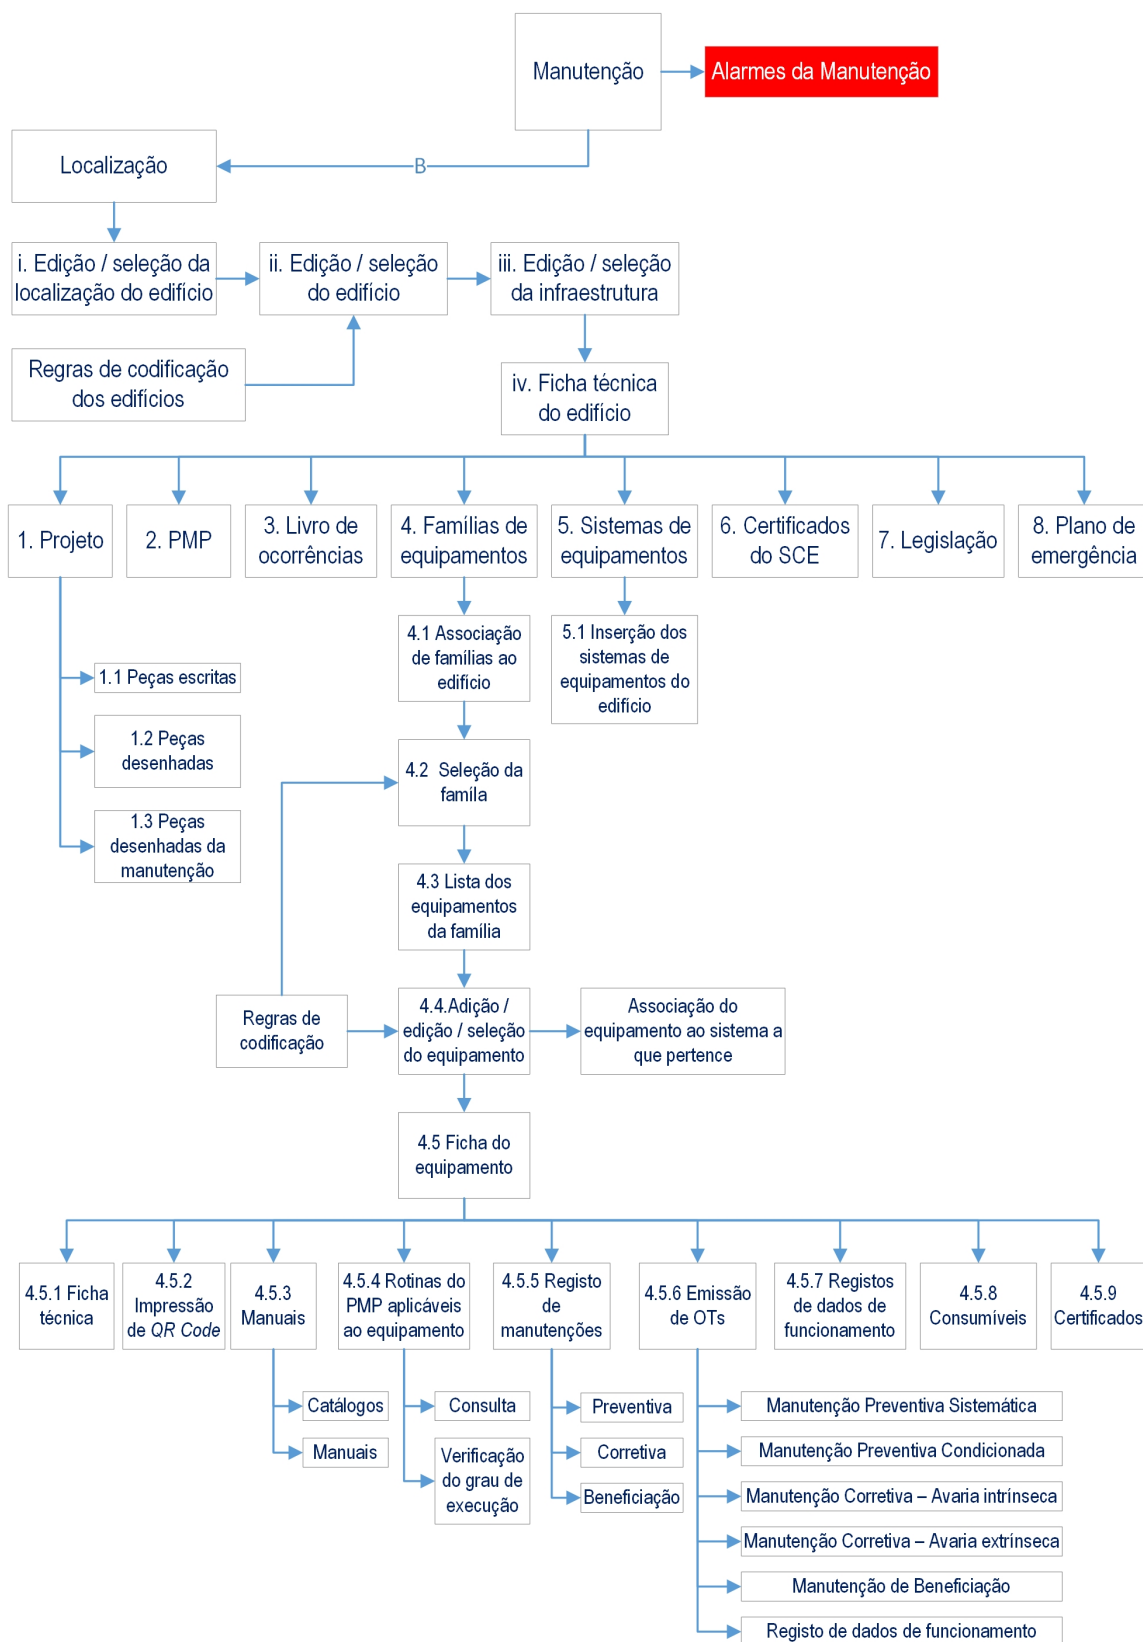 Manutenção
Alarmes da Manutenção
B
Localização
i. Edição / seleção da
localização do edifício
ii. Edição / seleção
do edifício
iii. Edição / seleção
da infraestrutura
Regras de codificação
dos edifícios
iv. Ficha técnica
do edifício
1. Projeto
2. PMP
3. Livro de
ocorrências
4. Famílias de
equipamentos
5. Sistemas de
equipamentos
6. Certificados
do SCE
7. Legislação
8. Plano de
emergência
1.1 Peças escritas
1.2 Peças
desenhadas
1.3 Peças
desenhadas da
manutenção
4.1 Associação
de famílias ao
edifício
5.1 Inserção dos
sistemas de
equipamentos do
edifício
4.2 Seleção da
famíla
4.3 Lista dos
equipamentos
da família
Regras de
codificação
4.4.Adição /
edição / seleção
do equipamento
Associação do
equipamento ao sistema a
que pertence
4.5 Ficha do
equipamento
4.5.1 Ficha
técnica
4.5.2
Impressão
de QR Code
4.5.3
Manuais
4.5.4 Rotinas do
PMP aplicáveis
ao equipamento
4.5.5 Registo
de
manutenções
4.5.6 Emissão
de OTs
4.5.7 Registos
de dados de
funcionamento
4.5.8
Consumíveis
4.5.9
Certificados
Catálogos
Manuais
Consulta
Verificação
do grau de
execução
Preventiva
Corretiva
Beneficiação
Manutenção Preventiva Sistemática
Manutenção Preventiva Condicionada
Manutenção Corretiva – Avaria intrínseca
Manutenção Corretiva – Avaria extrínseca
Manutenção de Beneficiação
Registo de dados de funcionamento